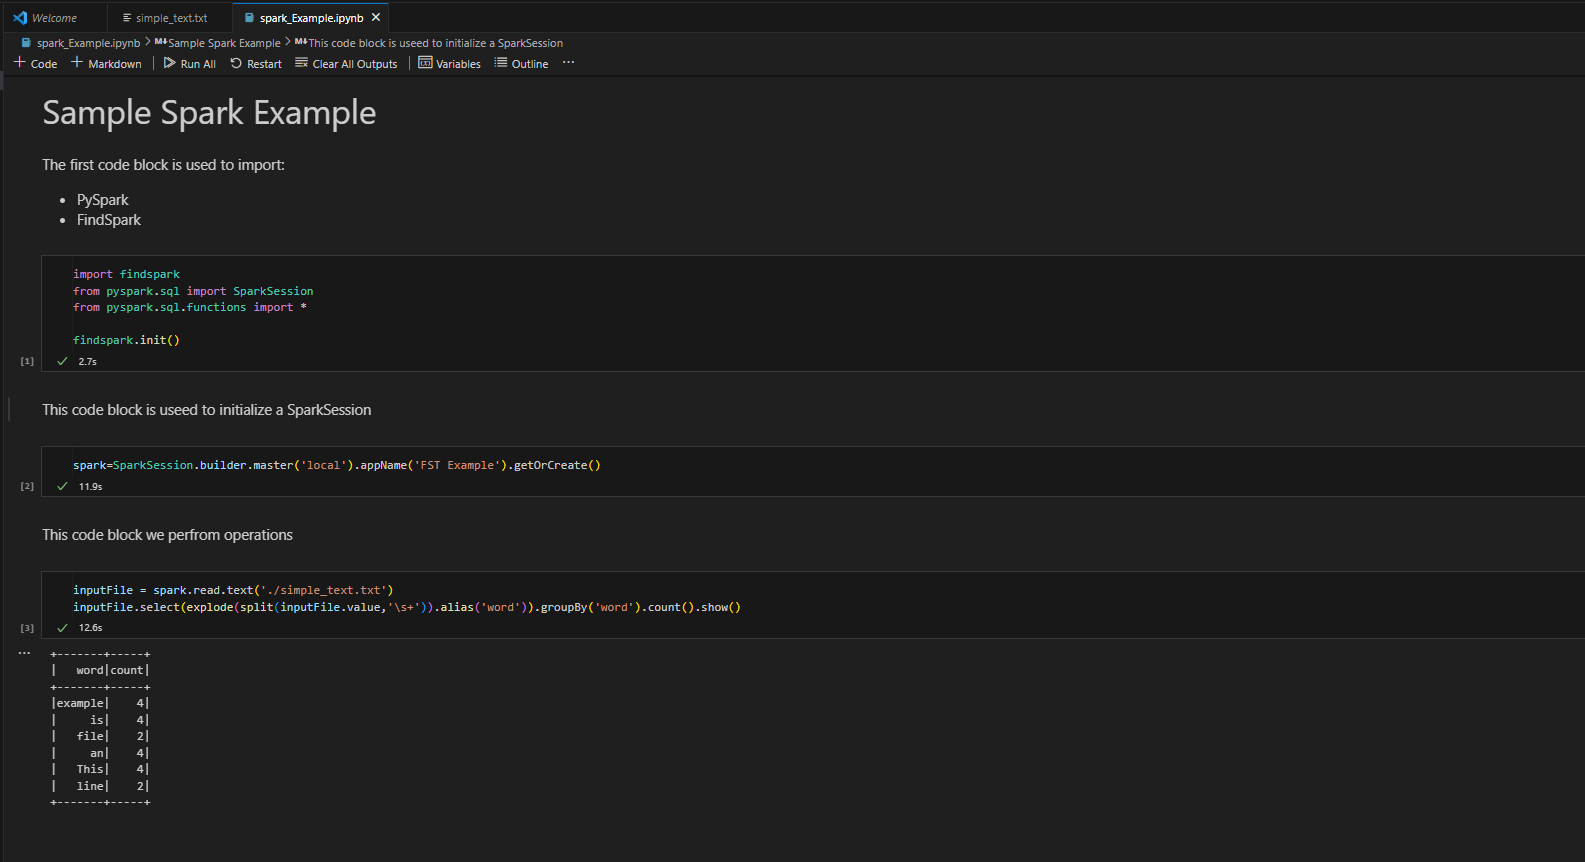 Welcome simple_text.txt spark_Example.ipynb
spark_Example.ipynb > M↓Sample Spark Example > M↓This code block is useed to initialize a SparkSession
+ Code + Markdown | Run All Restart Clear All Outputs | Variables Outline ...
Sample Spark Example
The first code block is used to import:
• PySpark
• FindSpark
import findspark
from pyspark.sql import SparkSession
from pyspark.sql.functions import *
findspark.init()
[1] 2.7s
This code block is useed to initialize a SparkSession
spark=SparkSession.builder.master('local').appName('FST Example').getOrCreate()
[2] 11.9s
This code block we perfrom operations
inputFile = spark.read.text('./simple_text.txt')
inputFile.select(explode(split(inputFile.value,'\s+')).alias('word')).groupBy('word').count().show()
[3] 12.6s
... +-------+-----+
|   word|count|
+-------+-----+
|example|    4|
|     is|    4|
|   file|    2|
|     an|    4|
|   This|    4|
|   line|    2|
+-------+-----+